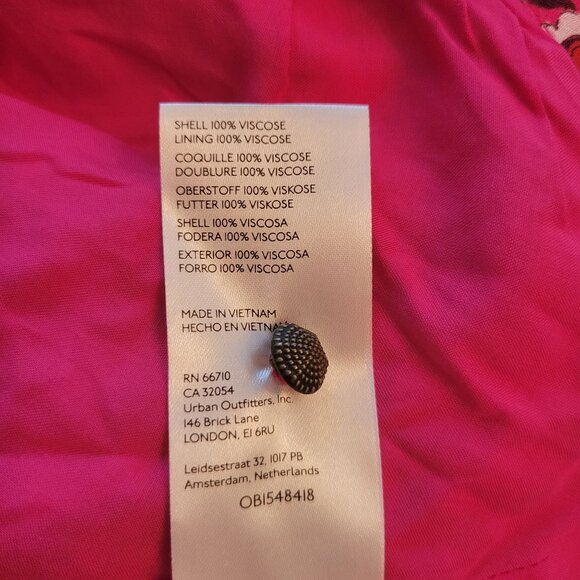 SHELL 100% VISCOSE
LINING 100% VISCOSE
COQUILLE 100% VISCOSE
DOUBLURE 100% VISCOSE
OBERSTOFF 100% VISKOSE
FUTTER 100% VISKOSE
SHELL 100% VISCOSA
FODERA 100% VISCOSA
EXTERIOR 100% VISCOSA
FORRO 100% VISCOSA
MADE IN VIETNAM
HECHO EN VIETNAM
RN 66710
CA 32054
Urban Outfitters, Inc.
146 Brick Lane
LONDON, E1 6RU
Leidsestraat 32, 1017 PB
Amsterdam, Netherlands
OB1548418